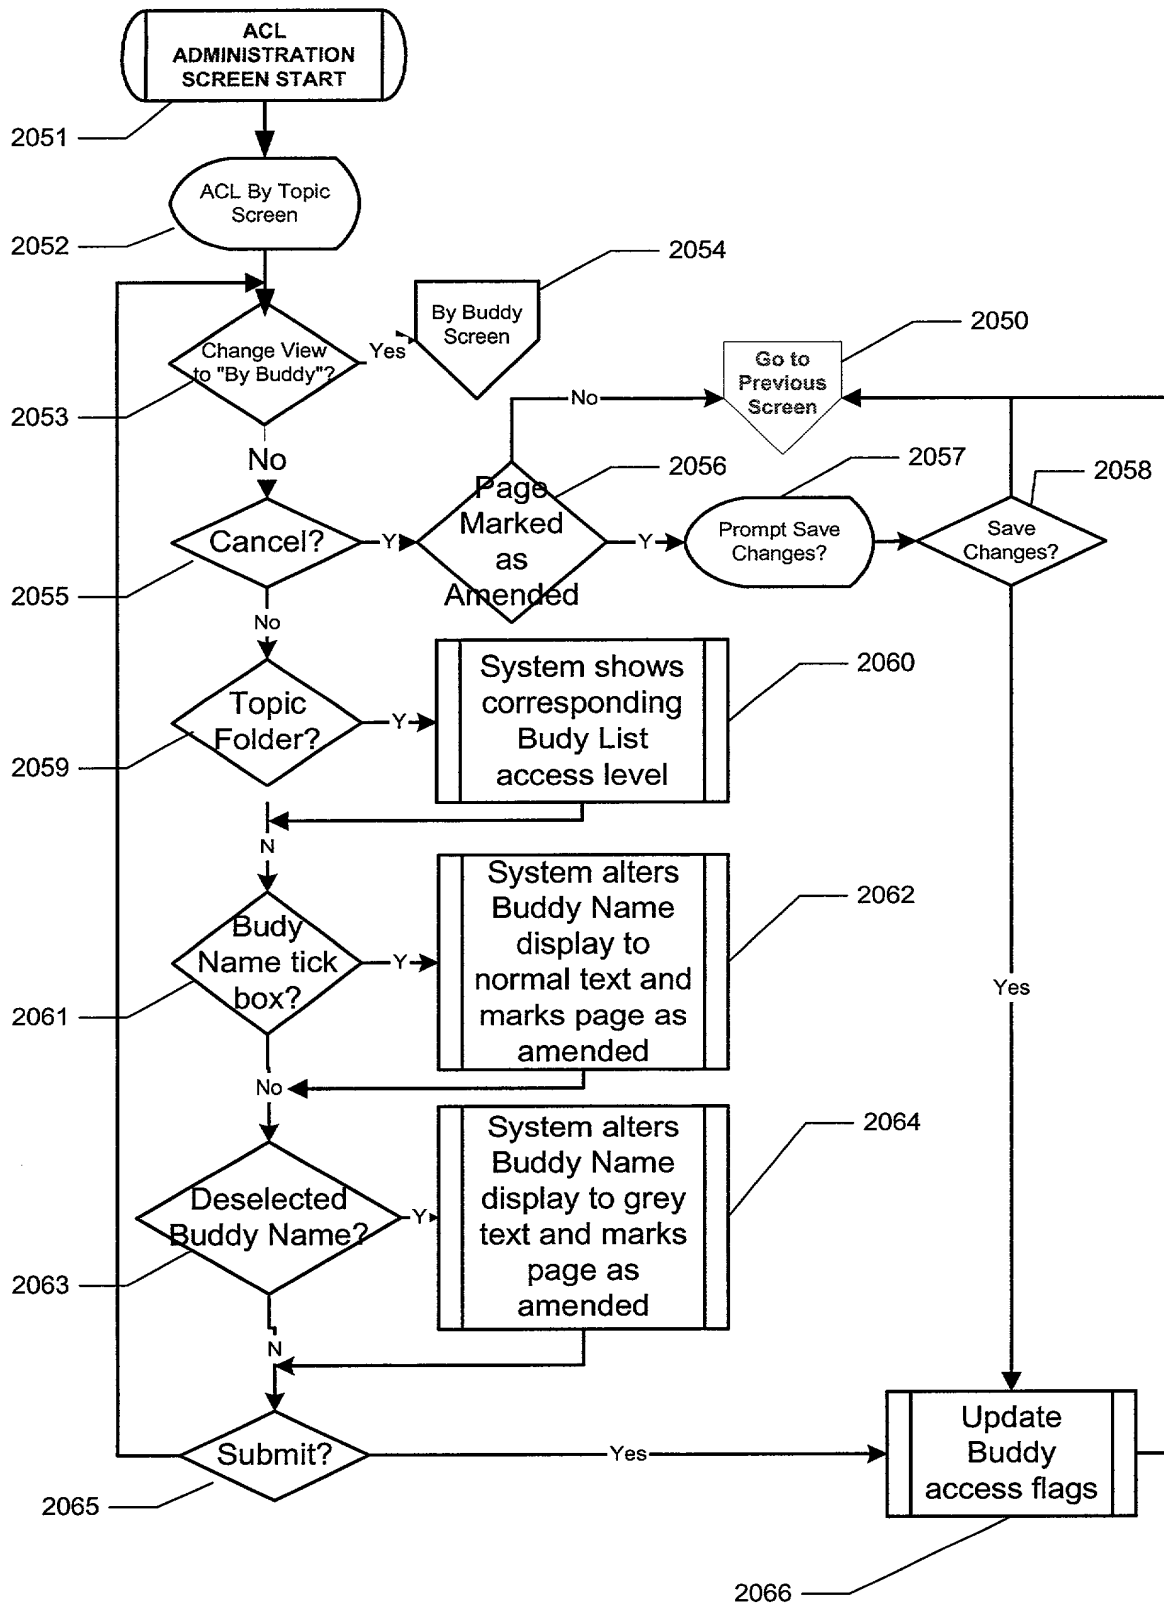 ACL
ADMINISTRATION
SCREEN START
2051
ACL By Topic
Screen
2052
2054
By Buddy
Screen
2050
Change View
to "By Buddy"?
Yes
2053
Go to
Previous
Screen
No
No
2056
2057
2058
Page
Marked
as
Amended
Cancel?
Y
Y
Prompt Save
Changes?
Save
Changes?
2055
No
System shows
corresponding
Budy List
access level
2060
Topic
Folder?
Y
2059
N
System alters
Buddy Name
display to
normal text and
marks page as
amended
2062
Budy
Name tick
box?
Y
2061
Yes
No
System alters
Buddy Name
display to grey
text and marks
page as
amended
2064
Deselected
Buddy Name?
Y
2063
N
Submit?
Yes
Update
Buddy
access flags
2065
2066